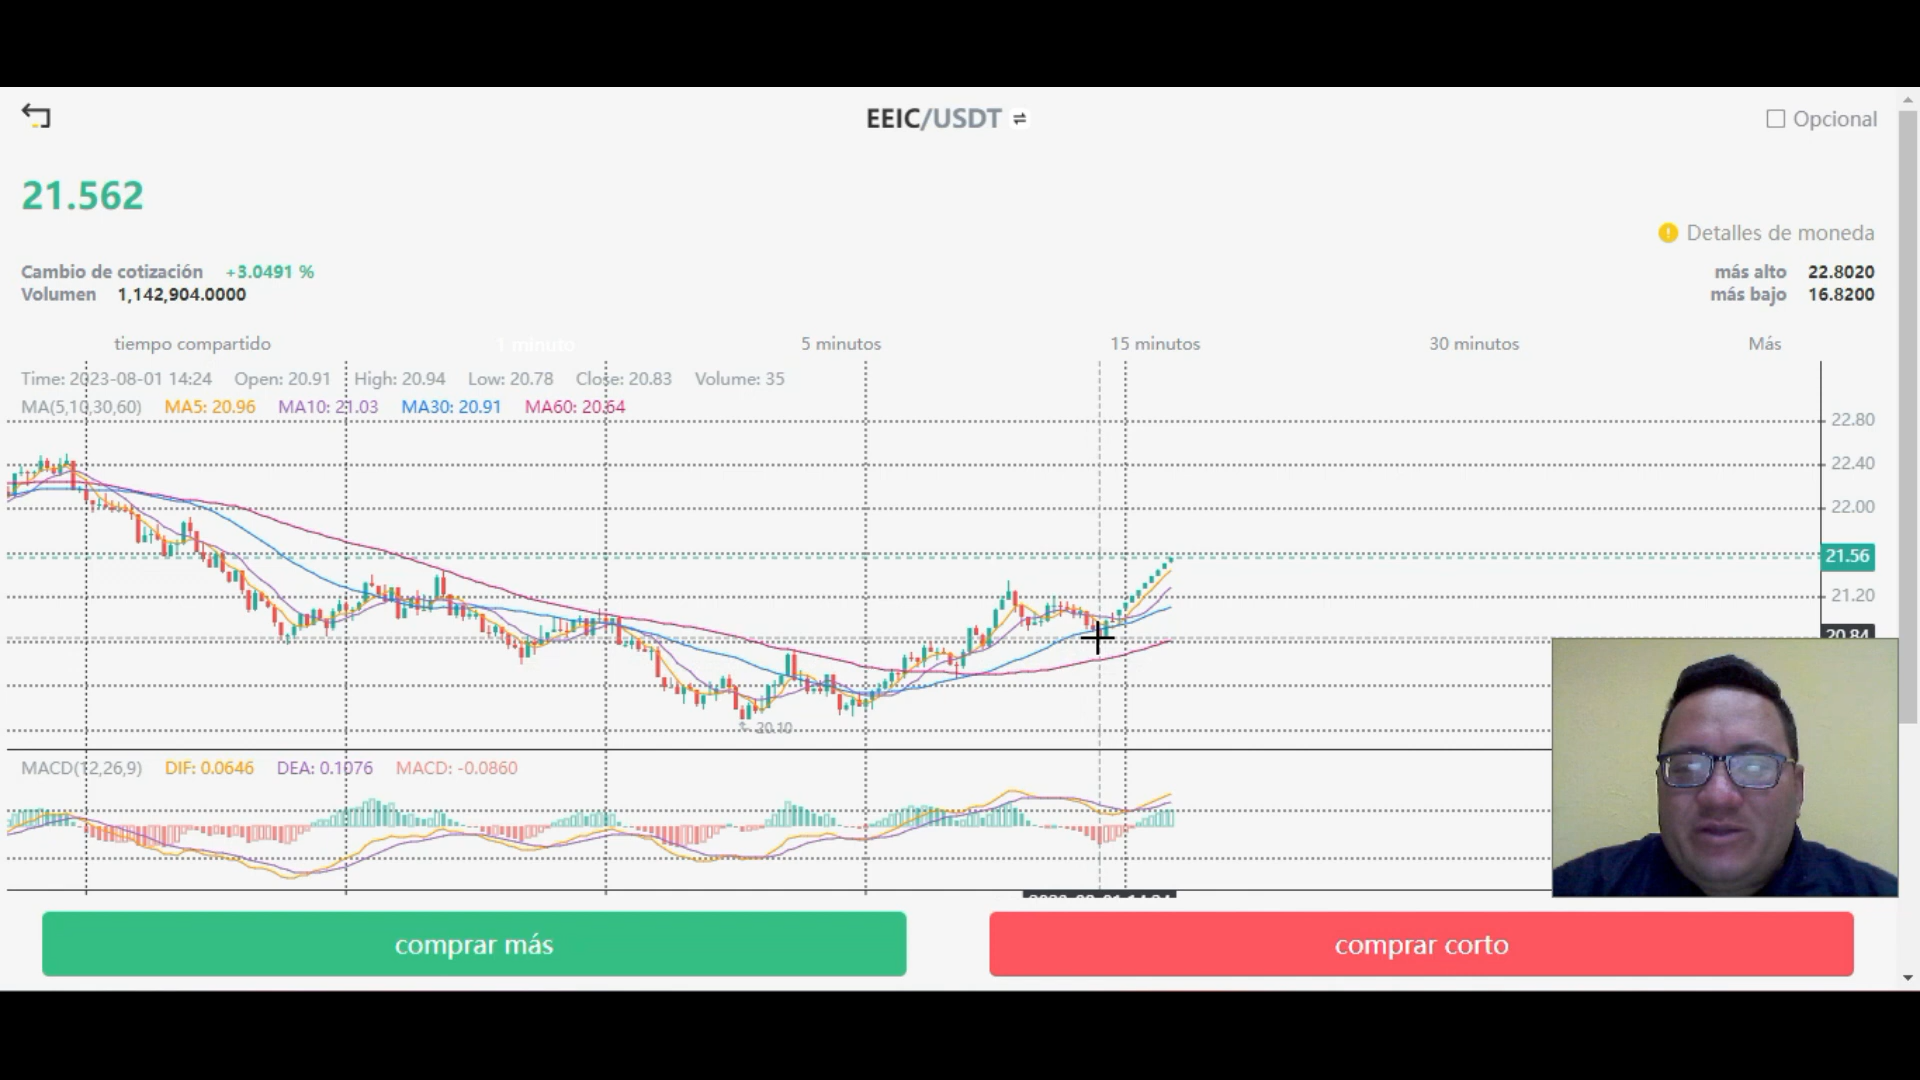 EEIC/USDT
Opcional
21.562
Detalles de moneda
Cambio de cotización +3.0491 %
más alto 22.8020
Volumen 1,142,904.0000
más bajo 16.8200
tiempo compartido 1 minuto 5 minutos 15 minutos 30 minutos Más
Time: 2023-08-01 14:24 Open: 20.91 High: 20.94 Low: 20.78 Close: 20.83 Volume: 35
MA(5,10,30,60) MA5: 20.96 MA10: 21.03 MA30: 20.91 MA60: 20.64
22.80
22.40
22.00
21.56
21.20
20.84
20.10
MACD(12,26,9) DIF: 0.0646 DEA: 0.1076 MACD: -0.0860
comprar más
comprar corto